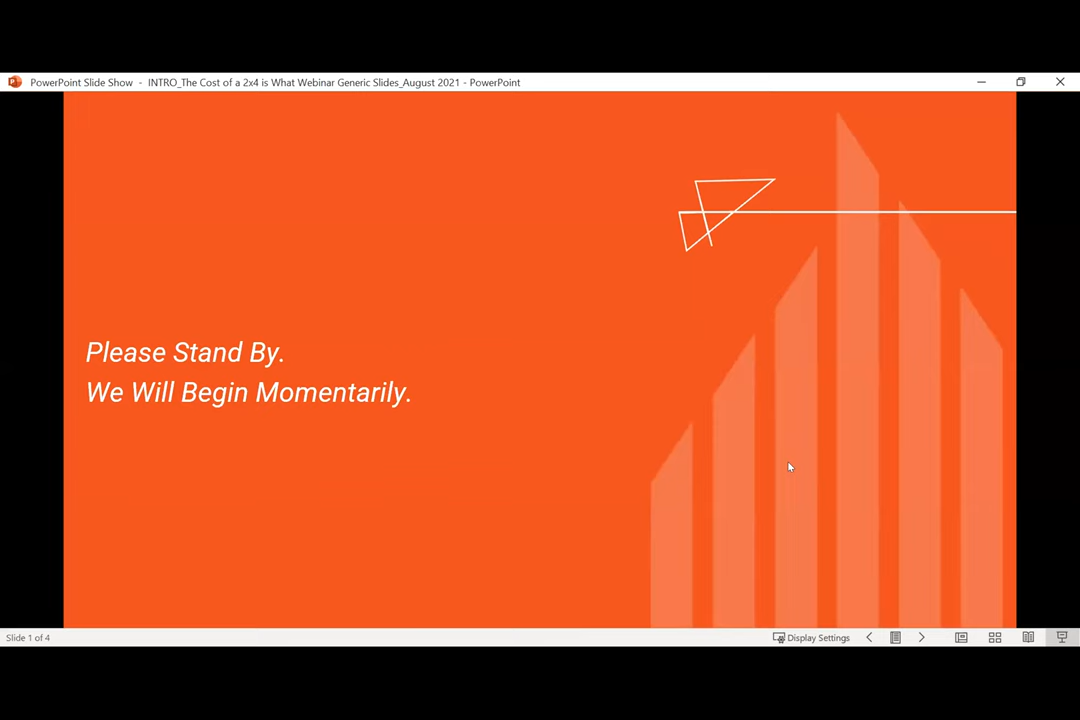 PowerPoint Slide Show - INTRO_The Cost of a 2x4 is What Webinar Generic Slides_August 2021 - PowerPoint
Please Stand By.
We Will Begin Momentarily.
Slide 1 of 4
Display Settings